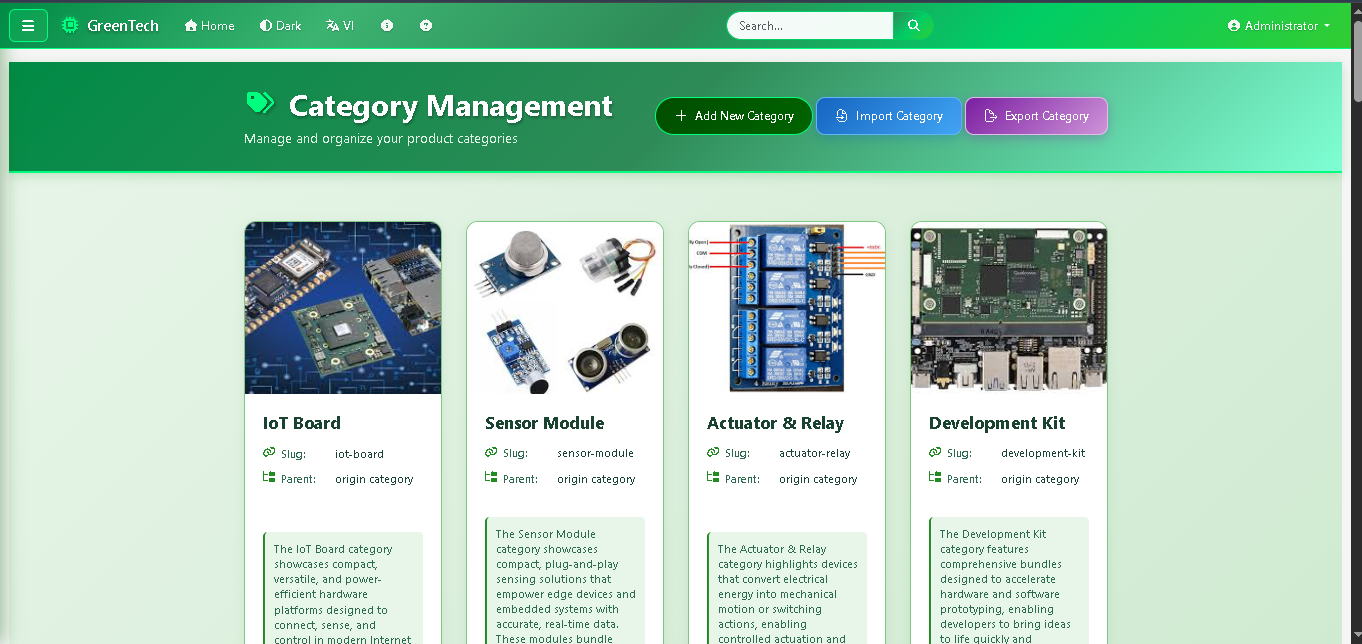 GreenTech
Home
Dark
VI
Search...
Administrator
Category Management
Manage and organize your product categories
Add New Category
Import Category
Export Category
COM
IoT Board
Slug: iot-board
Parent: origin category
The IoT Board category
showcases compact,
versatile, and power-
efficient hardware
platforms designed to
connect, sense, and
control in modern Internet
Sensor Module
Slug: sensor-module
Parent: origin category
The Sensor Module
category showcases
compact, plug-and-play
sensing solutions that
empower edge devices and
embedded systems with
accurate, real-time data.
These modules bundle
Actuator & Relay
Slug: actuator-relay
Parent: origin category
The Actuator & Relay
category highlights devices
that convert electrical
energy into mechanical
motion or switching
actions, enabling
controlled actuation and
Development Kit
Slug: development-kit
Parent: origin category
The Development Kit
category features
comprehensive bundles
designed to accelerate
hardware and software
prototyping, enabling
developers to bring ideas
to life quickly and